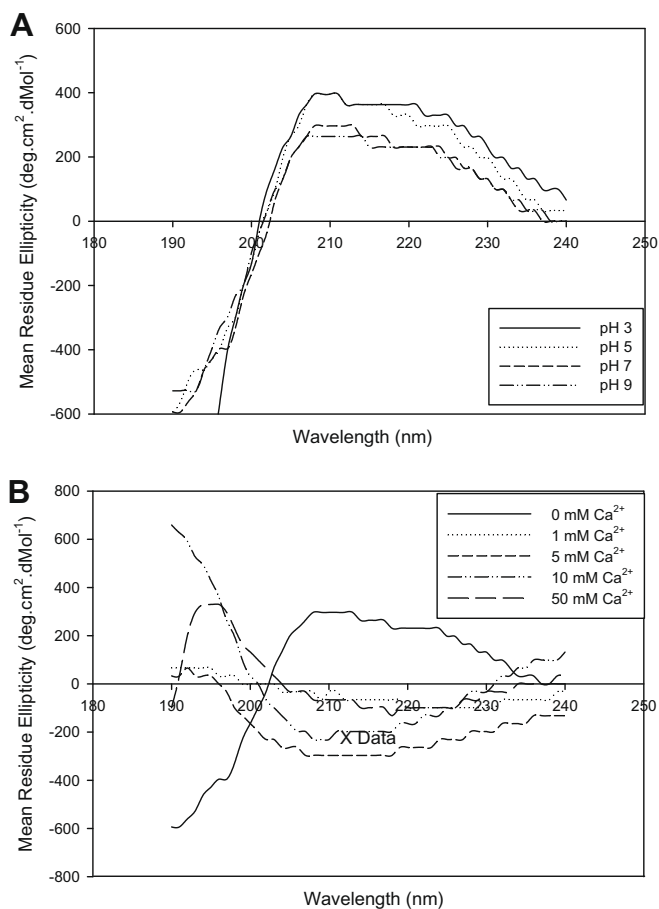 A
600
400
200
0
-200
-400
-600
180
190
200
210
220
230
240
250
Mean Residue Ellipticity (deg.cm².dMol⁻¹)
Wavelength (nm)
pH 3
pH 5
pH 7
pH 9
B
800
600
400
200
0
-200
-400
-600
-800
180
190
200
210
220
230
240
250
Mean Residue Ellipticity (deg.cm².dMol⁻¹)
X Data
Wavelength (nm)
0 mM Ca²⁺
1 mM Ca²⁺
5 mM Ca²⁺
10 mM Ca²⁺
50 mM Ca²⁺